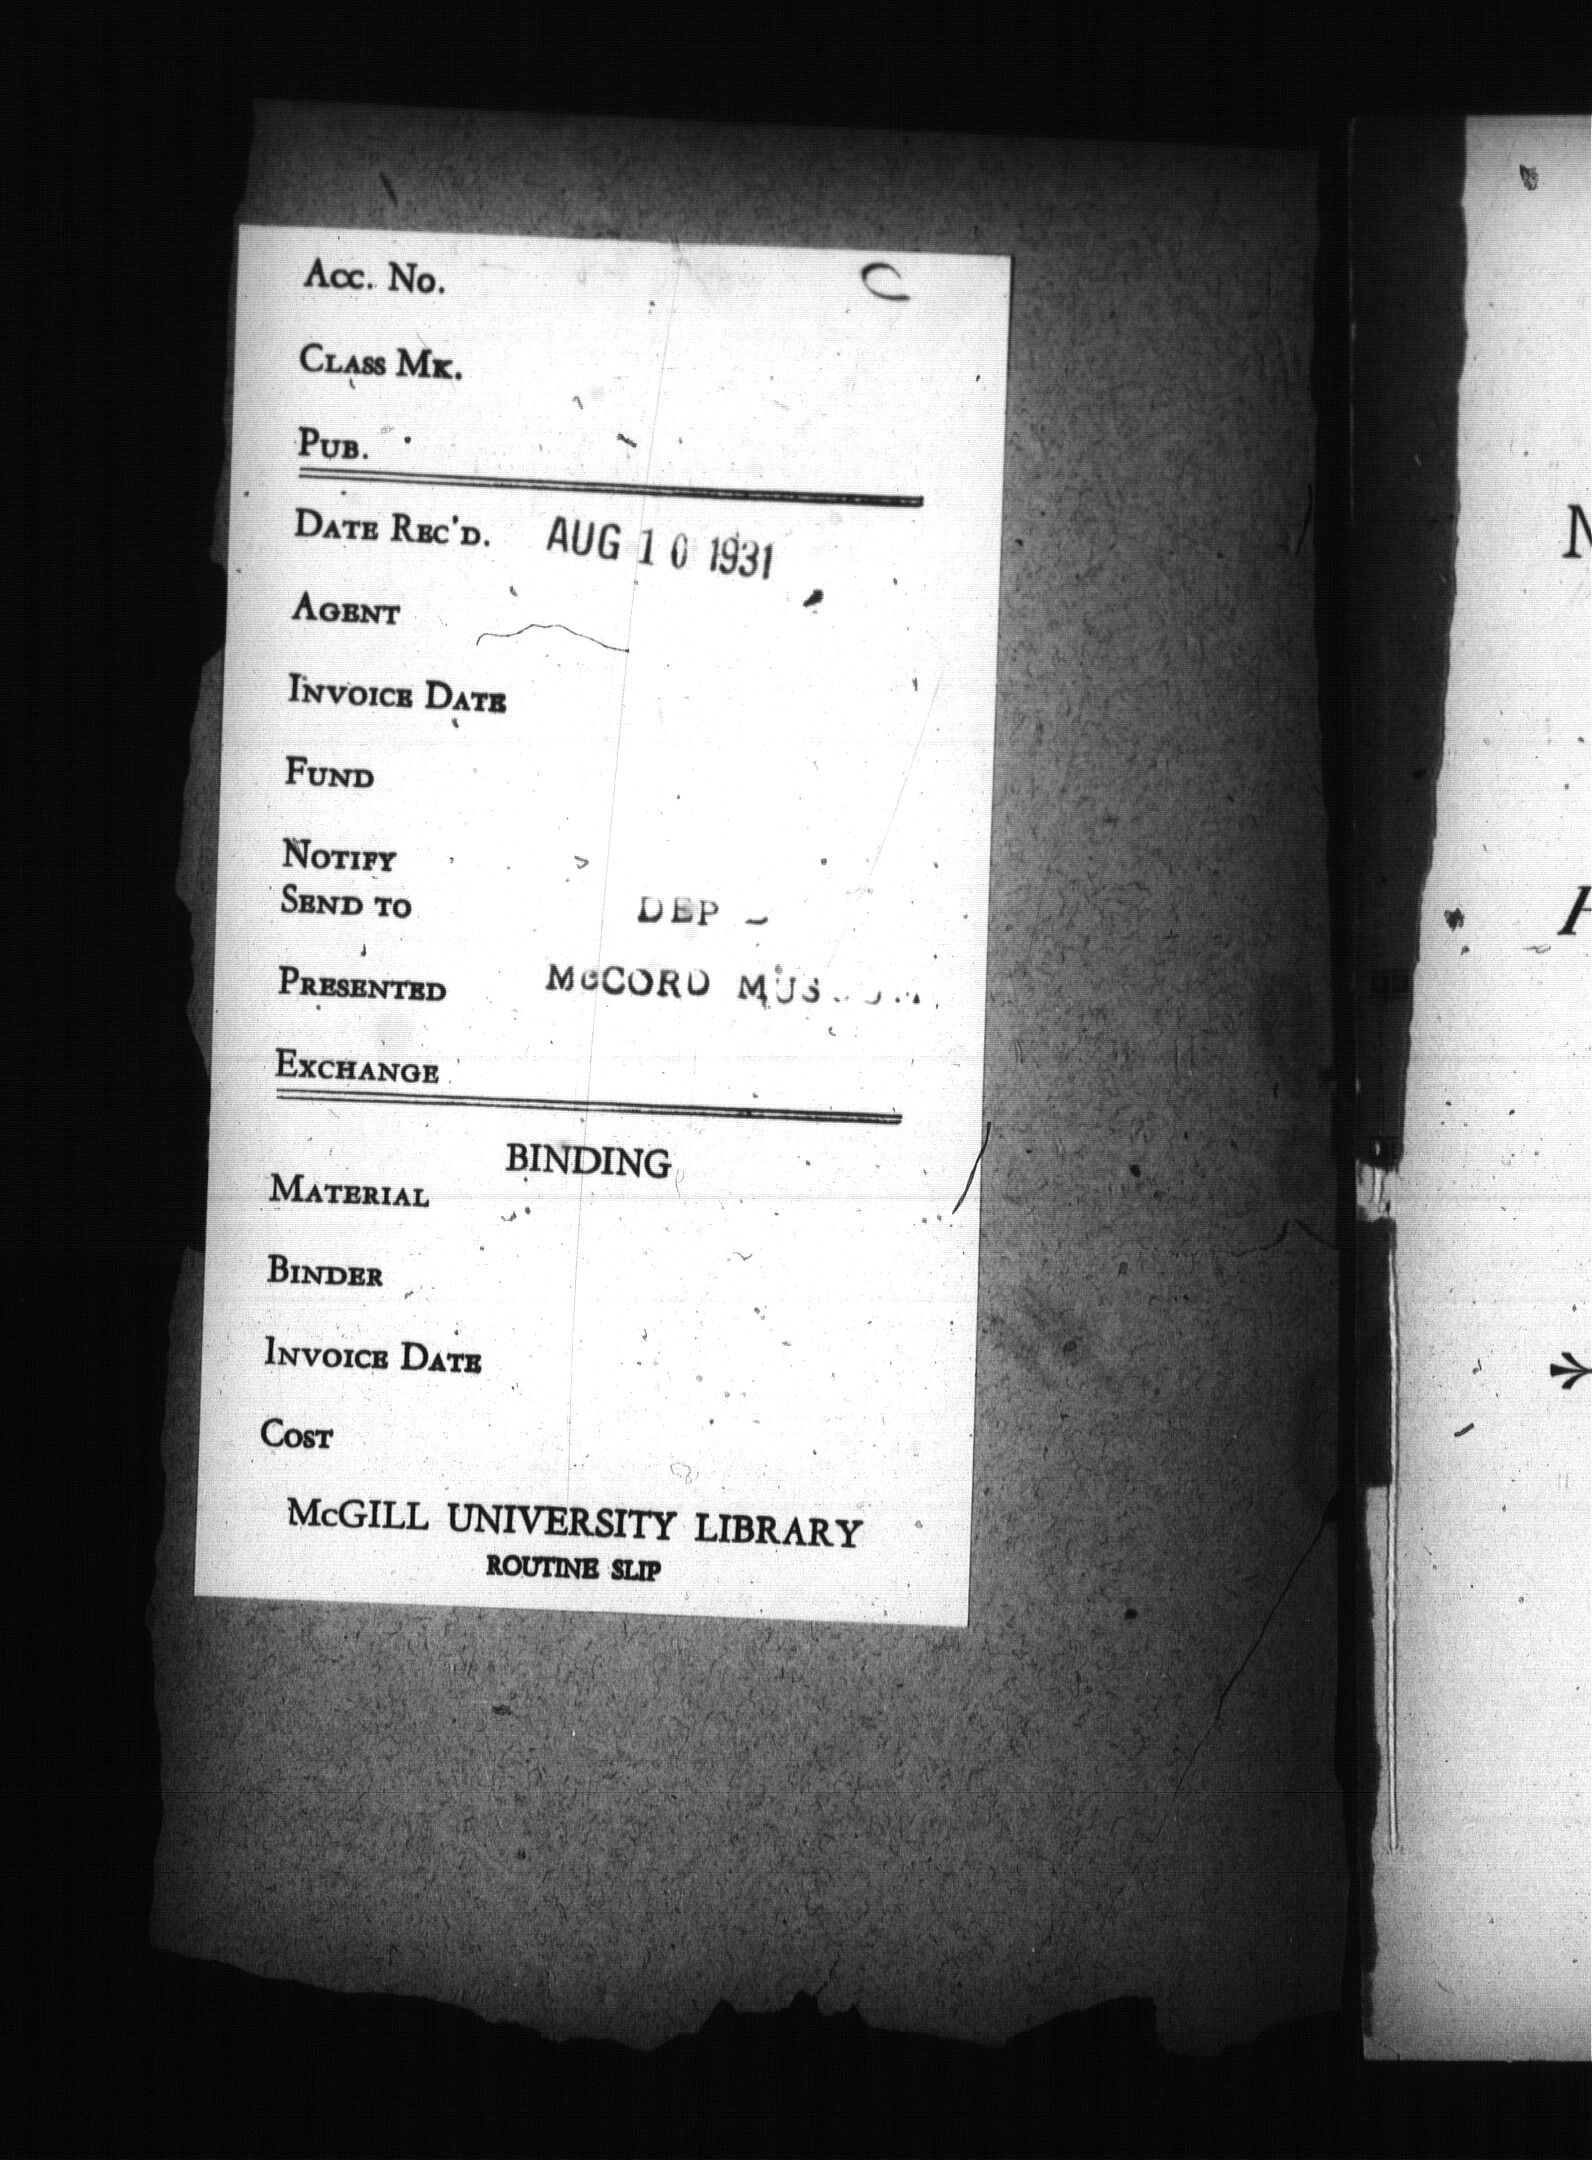 Acc. No.
Class Mk.
Pub.
Date Rec'd. AUG 10 1931
Agent
Invoice Date
Fund
Notify
Send to DEP -
Presented McCORD
Exchange
BINDING
Material
Binder
Invoice Date
Cost
McGILL UNIVERSITY LIBRARY
ROUTINE SLIP